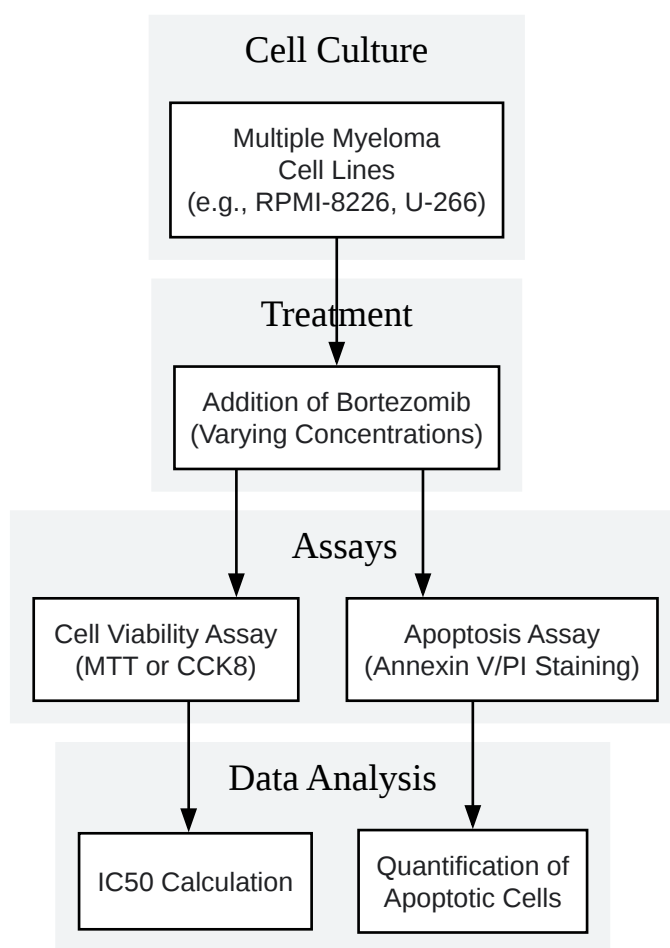 Cell Culture
Multiple Myeloma
Cell Lines
(e.g., RPMI-8226, U-266)
Treatment
Addition of Bortezomib
(Varying Concentrations)
Assays
Cell Viability Assay
(MTT or CCK8)
Apoptosis Assay
(Annexin V/PI Staining)
Data Analysis
IC50 Calculation
Quantification of
Apoptotic Cells